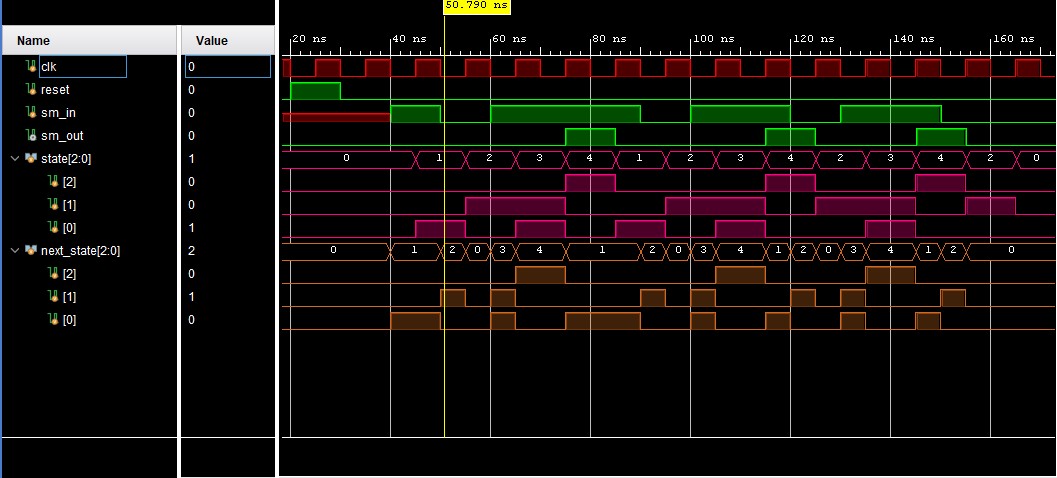 50.790 ns
Name Value
20 ns 40 ns 60 ns 80 ns 100 ns 120 ns 140 ns 160 ns
clk 0
reset 0
sm_in 0
sm_out 0
state[2:0] 1 0 1 2 3 4 1 2 3 4 2 3 4 2 0
[2] 0
[1] 0
[0] 1
next_state[2:0] 2 0 1 2 0 3 4 1 2 0 3 4 1 2 0 3 4 1 2 0
[2] 0
[1] 1
[0] 0